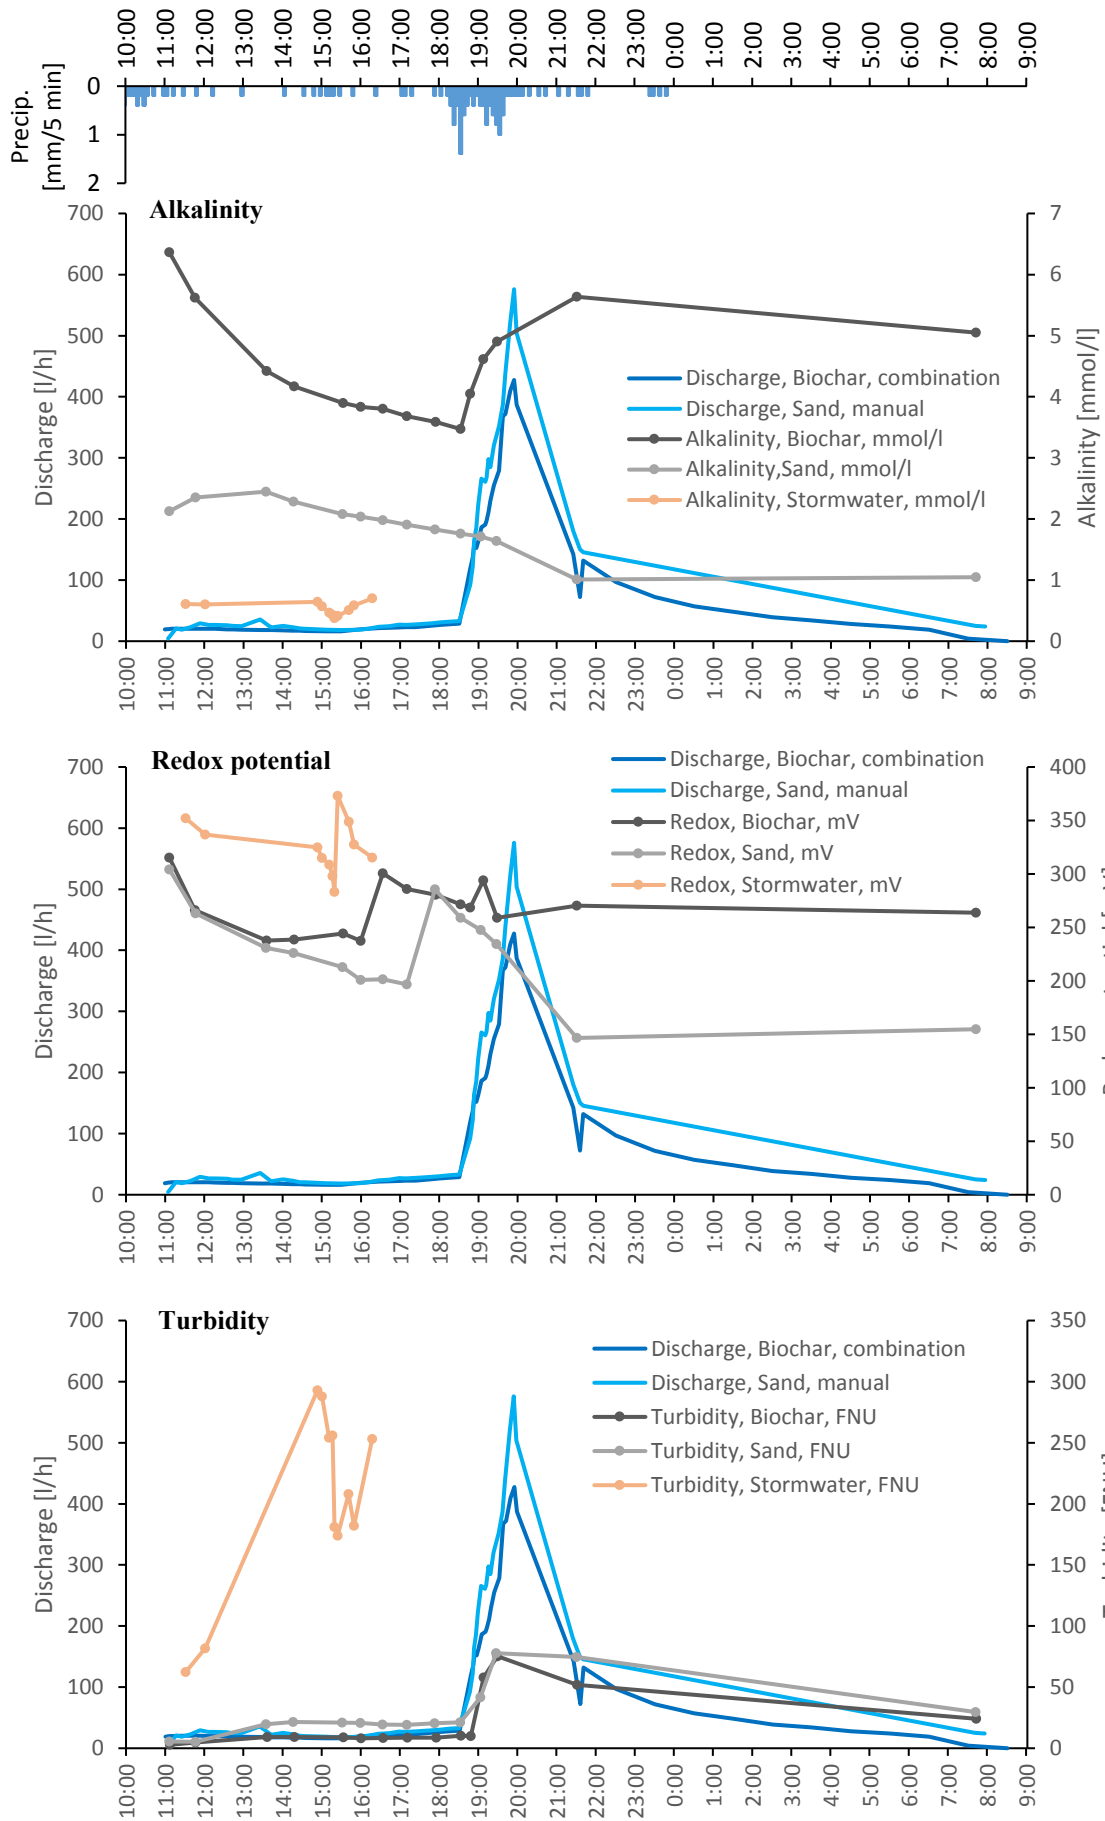 10:00 11:00 12:00 13:00 14:00 15:00 16:00 17:00 18:00 19:00 20:00 21:00 22:00 23:00 0:00 1:00 2:00 3:00 4:00 5:00 6:00 7:00 8:00 9:00
Precip.
[mm/5 min]
0
1
2
Alkalinity
700
600
500
400
300
200
100
0
Discharge [l/h]
7
6
5
4
3
2
1
0
Alkalinity [mmol/l]
Discharge, Biochar, combination
Discharge, Sand, manual
Alkalinity, Biochar, mmol/l
Alkalinity,Sand, mmol/l
Alkalinity, Stormwater, mmol/l
10:00 11:00 12:00 13:00 14:00 15:00 16:00 17:00 18:00 19:00 20:00 21:00 22:00 23:00 0:00 1:00 2:00 3:00 4:00 5:00 6:00 7:00 8:00 9:00
Redox potential
700
600
500
400
300
200
100
0
Discharge [l/h]
400
350
300
250
200
150
100
50
0
Discharge, Biochar, combination
Discharge, Sand, manual
Redox, Biochar, mV
Redox, Sand, mV
Redox, Stormwater, mV
10:00 11:00 12:00 13:00 14:00 15:00 16:00 17:00 18:00 19:00 20:00 21:00 22:00 23:00 0:00 1:00 2:00 3:00 4:00 5:00 6:00 7:00 8:00 9:00
Turbidity
700
600
500
400
300
200
100
0
Discharge [l/h]
350
300
250
200
150
100
50
0
Discharge, Biochar, combination
Discharge, Sand, manual
Turbidity, Biochar, FNU
Turbidity, Sand, FNU
Turbidity, Stormwater, FNU
10:00 11:00 12:00 13:00 14:00 15:00 16:00 17:00 18:00 19:00 20:00 21:00 22:00 23:00 0:00 1:00 2:00 3:00 4:00 5:00 6:00 7:00 8:00 9:00